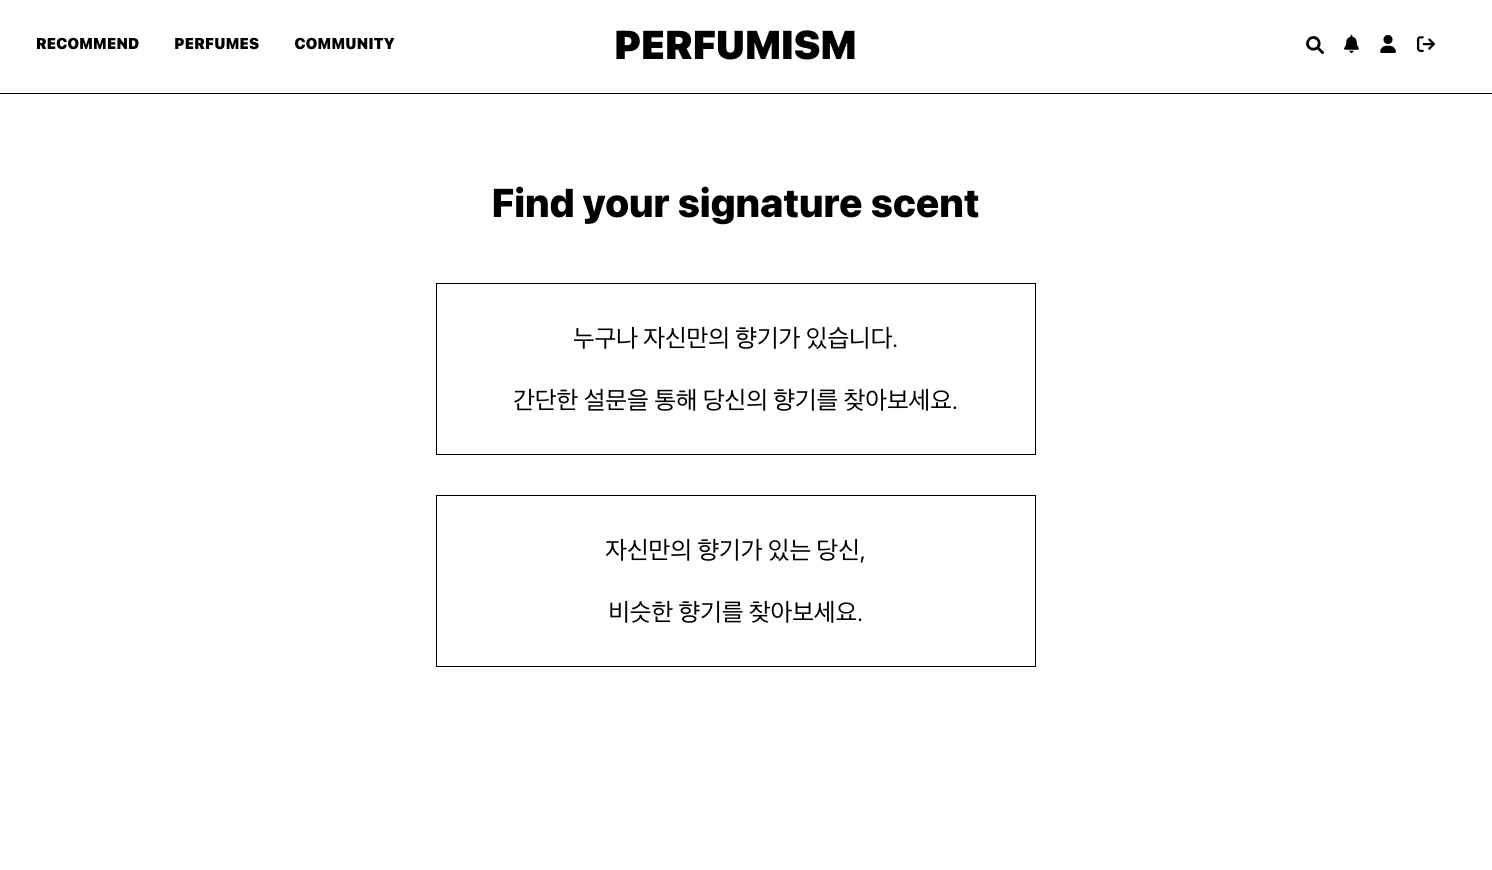 RECOMMEND PERFUMES COMMUNITY PERFUMISM
Find your signature scent
누구나 자신만의 향기가 있습니다.
간단한 설문을 통해 당신의 향기를 찾아보세요.
자신만의 향기가 있는 당신,
비슷한 향기를 찾아보세요.